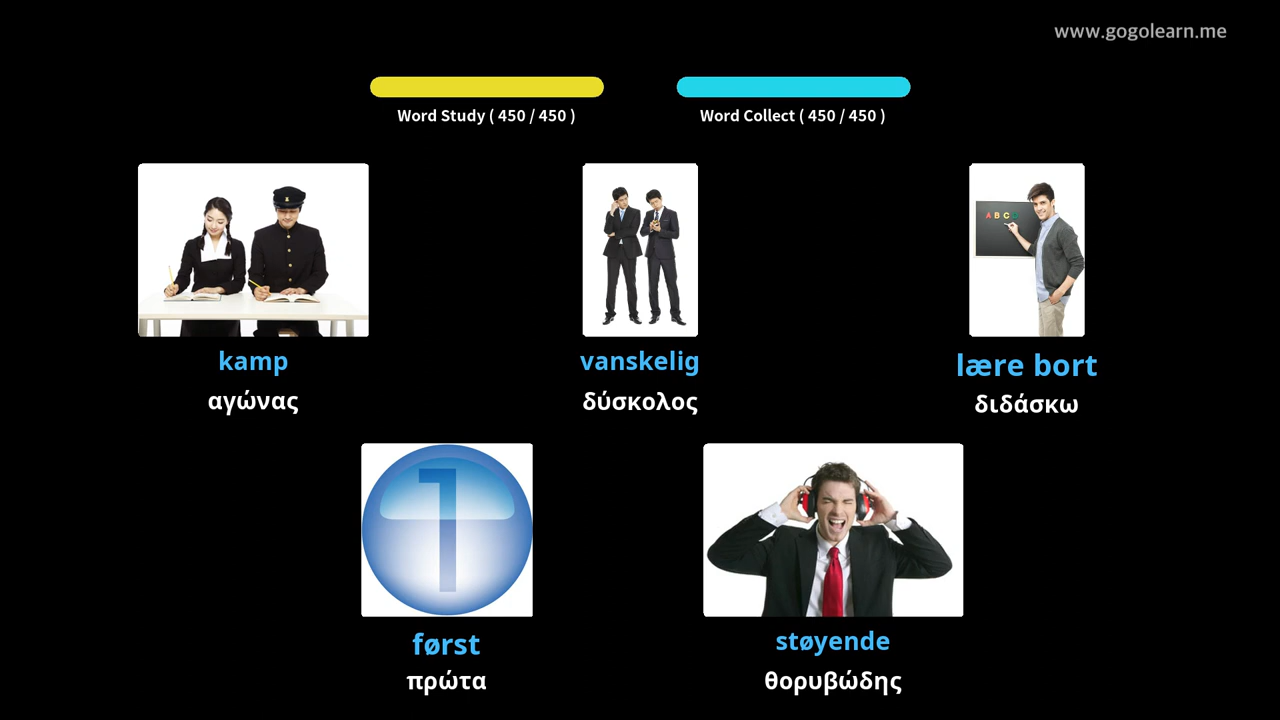 www.gogolearn.me
Word Study ( 450 / 450 )
Word Collect ( 450 / 450 )
A B C D
kamp
αγώνας
vanskelig
δύσκολος
lære bort
διδάσκω
1
først
πρώτα
støyende
θορυβώδης